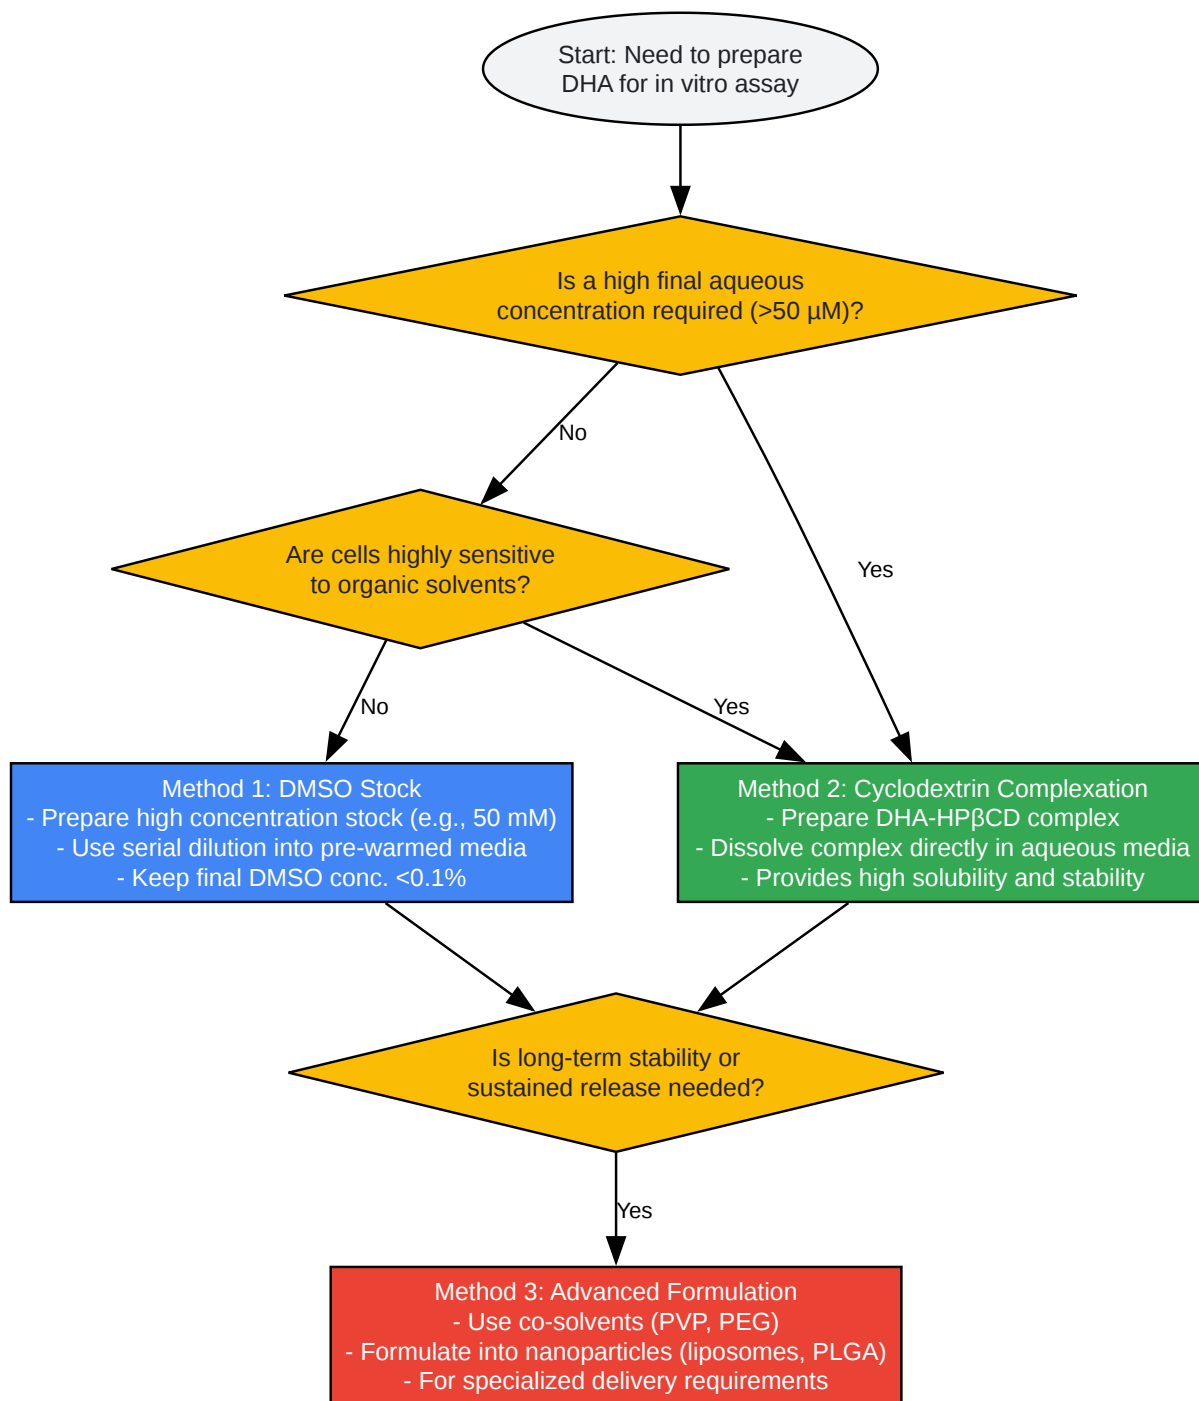 Start: Need to prepare
DHA for in vitro assay
Is a high final aqueous
concentration required (>50 µM)?
No
Yes
Are cells highly sensitive
to organic solvents?
No
Yes
Method 1: DMSO Stock
- Prepare high concentration stock (e.g., 50 mM)
- Use serial dilution into pre-warmed media
- Keep final DMSO conc. <0.1%
Method 2: Cyclodextrin Complexation
- Prepare DHA-HPβCD complex
- Dissolve complex directly in aqueous media
- Provides high solubility and stability
Is long-term stability or
sustained release needed?
Yes
Method 3: Advanced Formulation
- Use co-solvents (PVP, PEG)
- Formulate into nanoparticles (liposomes, PLGA)
- For specialized delivery requirements